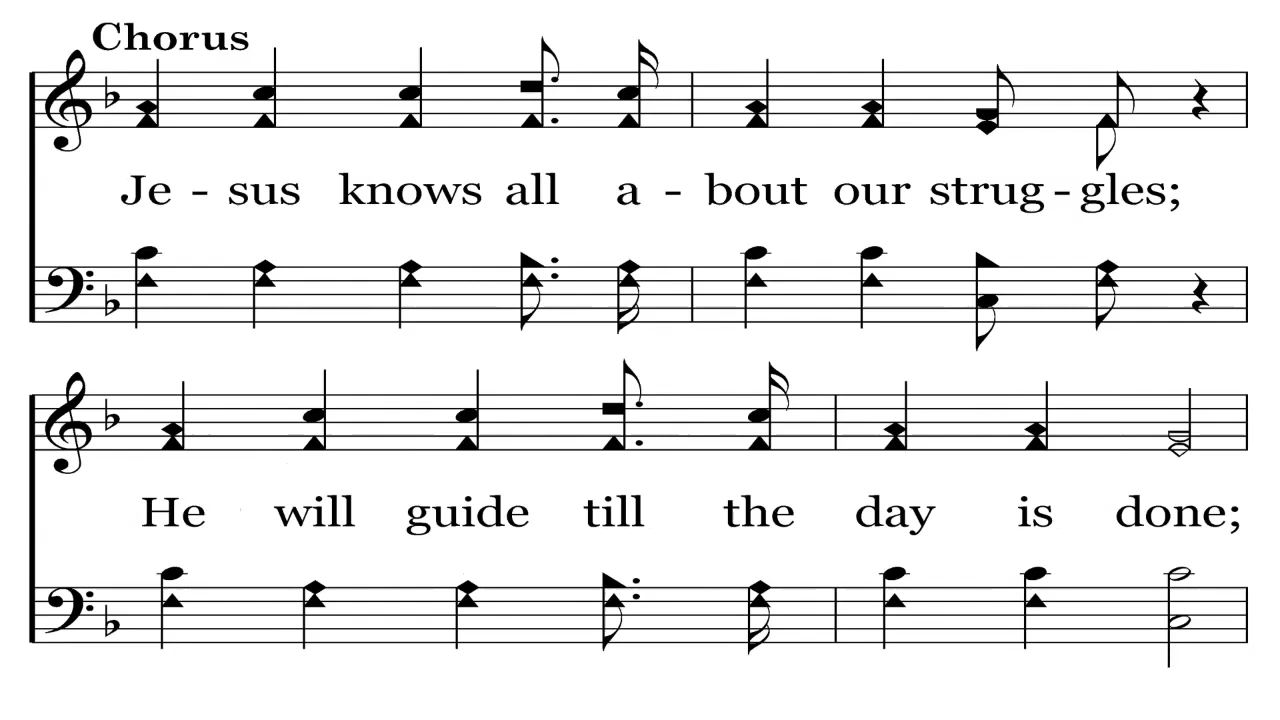 Chorus
Je - sus knows all a - bout our strug - gles;
He will guide till the day is done;